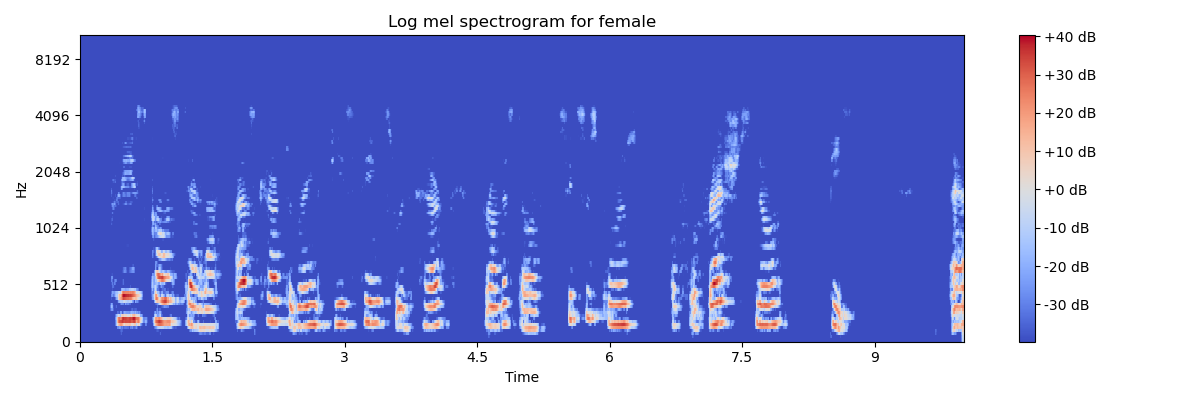 Log mel spectrogram for female
+40 dB
8192
+30 dB
4096
+20 dB
+10 dB
2048
+0 dB
Hz
1024
-10 dB
-20 dB
512
-30 dB
0
0 1.5 3 4.5 6 7.5 9
Time